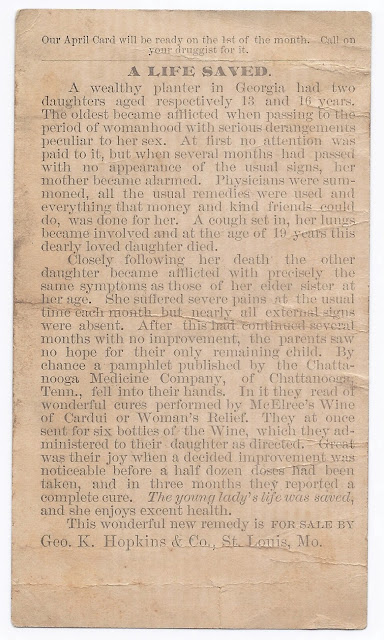 Our April Card will be ready on the 1st of the month. Call on
your druggist for it.
A LIFE SAVED.
A wealthy planter in Georgia had two
daughters aged respectively 13 and 16 years.
The oldest became afflicted when passing to the
period of womanhood with serious derangements
peculiar to her sex. At first no attention was
paid to it, but when several months had passed
with no appearance of the usual signs, her
mother became alarmed. Physicians were sum-
moned, all the usual remedies were used and
everything that money and kind friends could
do, was done for her. A cough set in, her lungs
became involved and at the age of 19 years this
dearly loved daughter died.
Closely following her death the other
daughter became afflicted with precisely the
same symptoms as those of her elder sister at
her age. She suffered severe pains at the usual
time each month but nearly all external signs
were absent. After this had continued several
months with no improvement, the parents saw
no hope for their only remaining child. By
chance a pamphlet published by the Chatta-
nooga Medicine Company, of Chattanooga,
Tenn., fell into their hands. In it they read of
wonderful cures performed by McElree's Wine
of Cardui or Woman's Relief. They at once
sent for six bottles of the Wine, which they ad-
ministered to their daughter as directed. Great
was their joy when a decided improvement was
noticeable before a half dozen doses had been
taken, and in three months they reported a
complete cure. The young lady's life was saved,
and she enjoys excent health.
This wonderful new remedy is FOR SALE BY
Geo. K. Hopkins & Co., St. Louis, Mo.